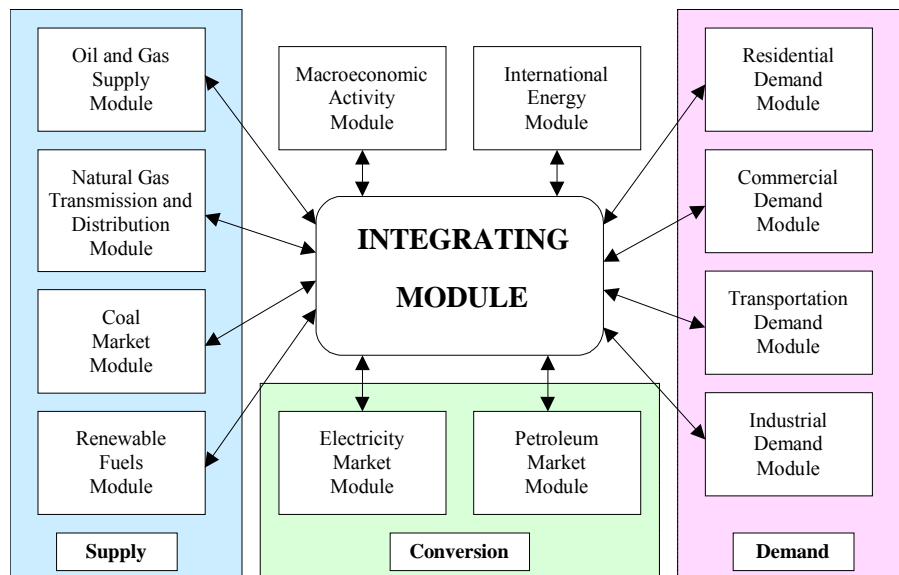 Oil and Gas
Supply
Module
Natural Gas
Transmission and
Distribution
Module
Coal
Market
Module
Renewable
Fuels
Module
Supply
Macroeconomic
Activity
Module
International
Energy
Module
INTEGRATING
MODULE
Electricity
Market
Module
Petroleum
Market
Module
Conversion
Residential
Demand
Module
Commercial
Demand
Module
Transportation
Demand
Module
Industrial
Demand
Module
Demand